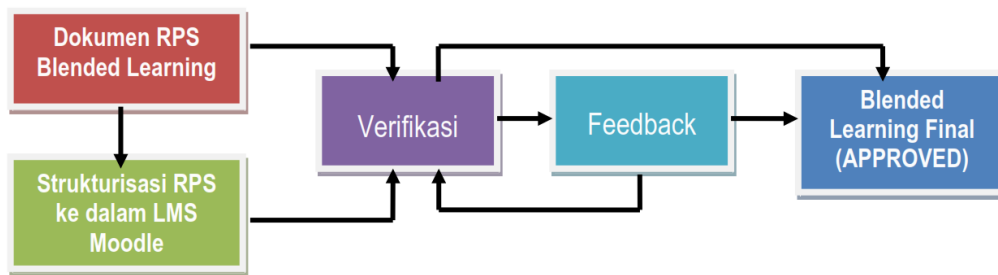 Dokumen RPS
Blended Learning
Strukturisasi RPS
ke dalam LMS
Moodle
Verifikasi
Feedback
Blended
Learning Final
(APPROVED)